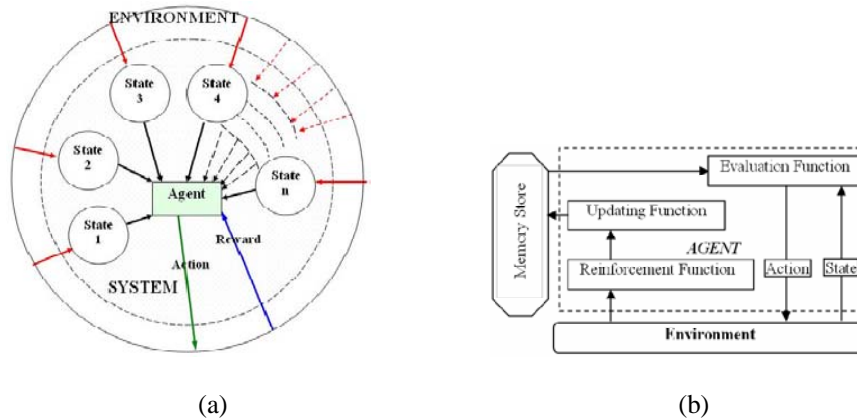 ENVIRONMENT
State
3
State
4
State
2
State
n
Agent
State
1
Reward
Action
SYSTEM
(a)
Memory Store
Evaluation Function
Updating Function
AGENT
Reinforcement Function
Action
State
Environment
(b)